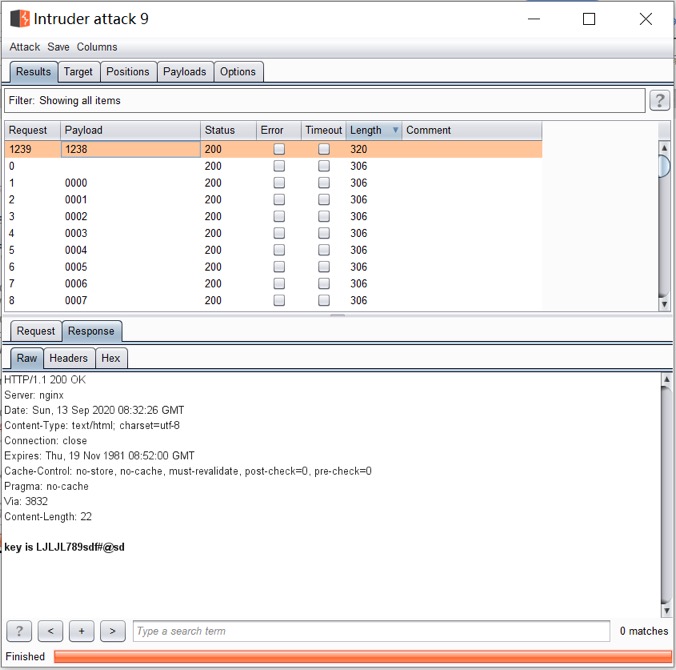 Intruder attack 9
Attack Save Columns
Results Target Positions Payloads Options
Filter: Showing all items ?
Request Payload Status Error Timeout Length Comment
1239 1238 200 320
0 200 306
1 0000 200 306
2 0001 200 306
3 0002 200 306
4 0003 200 306
5 0004 200 306
6 0005 200 306
7 0006 200 306
8 0007 200 306
Request Response
Raw Headers Hex
HTTP/1.1 200 OK
Server: nginx
Date: Sun, 13 Sep 2020 08:32:26 GMT
Content-Type: text/html; charset=utf-8
Connection: close
Expires: Thu, 19 Nov 1981 08:52:00 GMT
Cache-Control: no-store, no-cache, must-revalidate, post-check=0, pre-check=0
Pragma: no-cache
Via: 3832
Content-Length: 22
key is LJLJL789sdf#@sd
? < + > Type a search term 0 matches
Finished